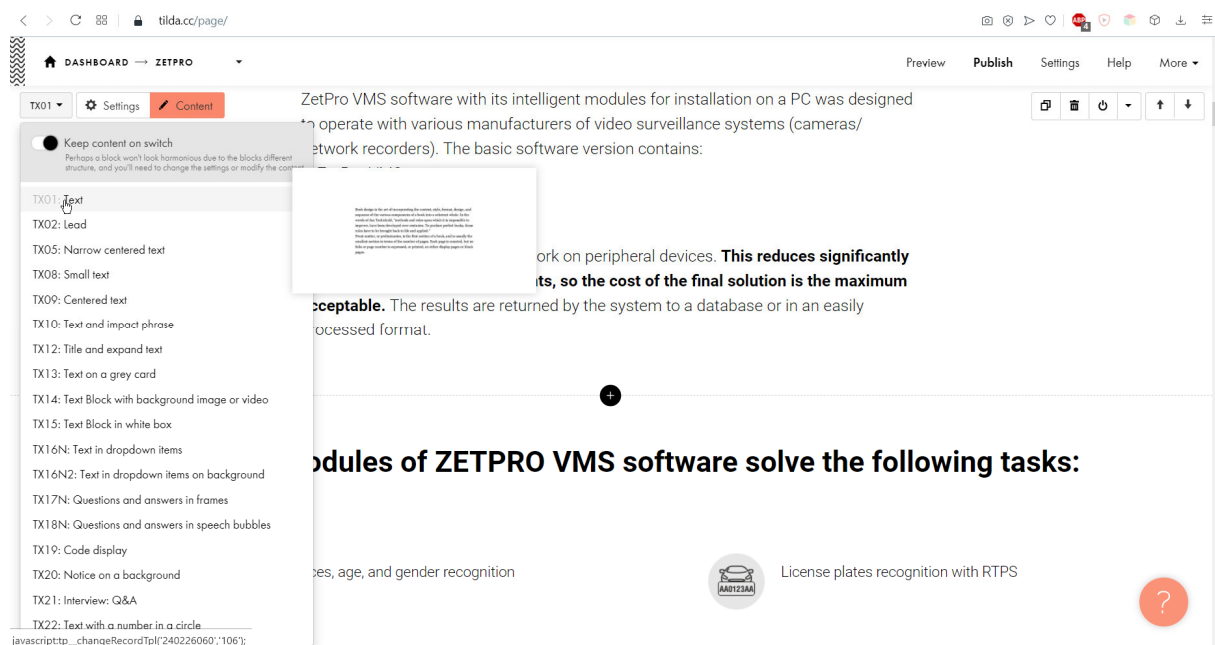 tilda.cc/page/
4
DASHBOARD → ZETPRO
Preview
Publish
Settings
Help
More
TX01
Settings
Content
Keep content on switch
Perhaps a block won't look harmonious due to the blocks different
structure, and you'll need to change the settings or modify the content
TX01: Text
TX02: Lead
TX05: Narrow centered text
TX08: Small text
TX09: Centered text
TX10: Text and impact phrase
TX12: Title and expand text
TX13: Text on a grey card
TX14: Text Block with background image or video
TX15: Text Block in white box
TX16N: Text in dropdown items
TX16N2: Text in dropdown items on background
TX17N: Questions and answers in frames
TX18N: Questions and answers in speech bubbles
TX19: Code display
TX20: Notice on a background
TX21: Interview: Q&A
TX22: Text with a number in a circle
javascript:tp__changeRecordTpl('240226060','106');
ZetPro VMS software with its intelligent modules for installation on a PC was designed
to operate with various manufacturers of video surveillance systems (cameras/
etwork recorders). The basic software version contains:
ork on peripheral devices. This reduces significantly
ts, so the cost of the final solution is the maximum
cceptable. The results are returned by the system to a database or in an easily
rocessed format.
odules of ZETPRO VMS software solve the following tasks:
ces, age, and gender recognition
AA0123AA
License plates recognition with RTPS
?